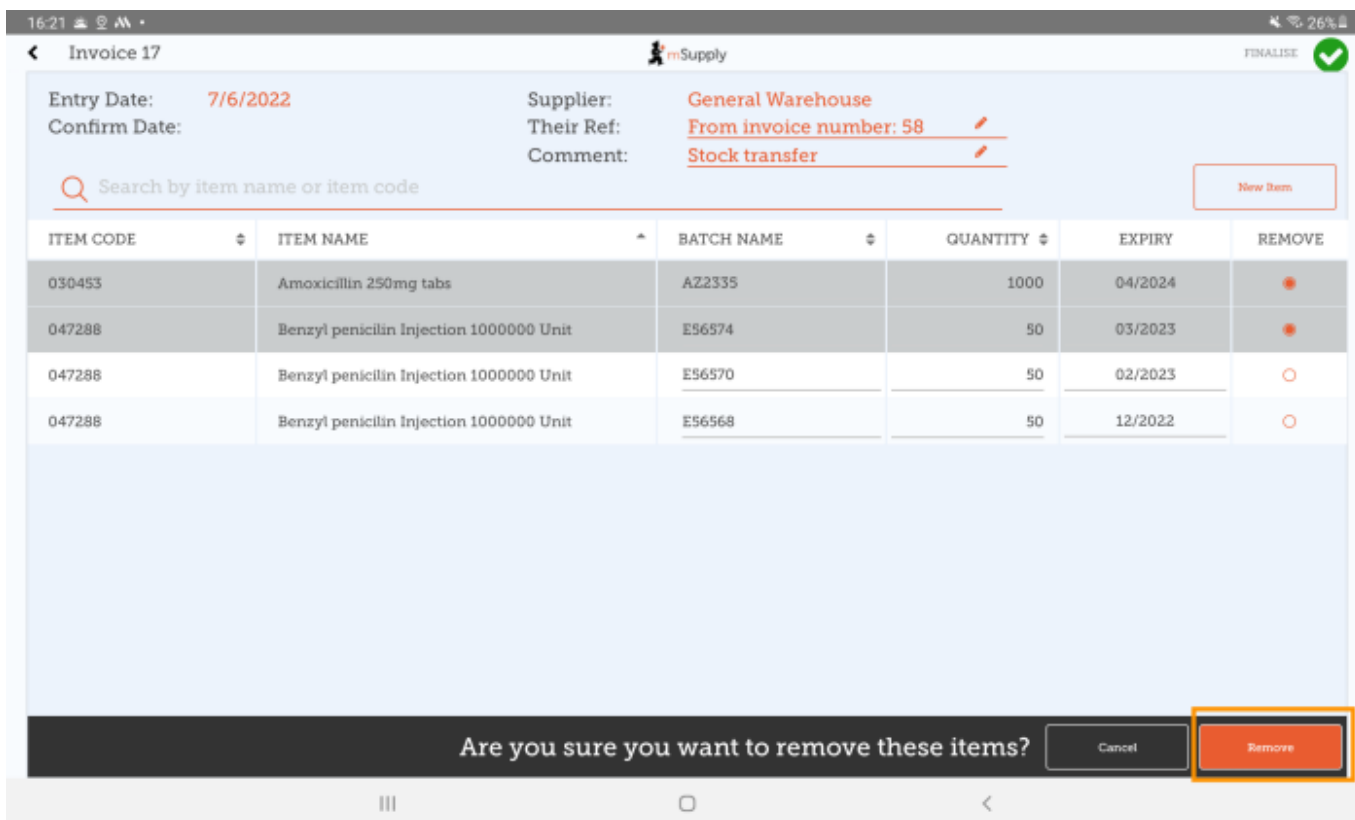 16:21 26%
Invoice 17 mSupply FINALISE
Entry Date: 7/6/2022 Supplier: General Warehouse
Confirm Date: Their Ref: From invoice number: 58
Comment: Stock transfer
Search by item name or item code New Item
ITEM CODE ITEM NAME BATCH NAME QUANTITY EXPIRY REMOVE
030453 Amoxicillin 250mg tabs AZ2335 1000 04/2024
047288 Benzyl penicilin Injection 1000000 Unit E56574 50 03/2023
047288 Benzyl penicilin Injection 1000000 Unit E56570 50 02/2023
047288 Benzyl penicilin Injection 1000000 Unit E56568 50 12/2022
Are you sure you want to remove these items? Cancel Remove